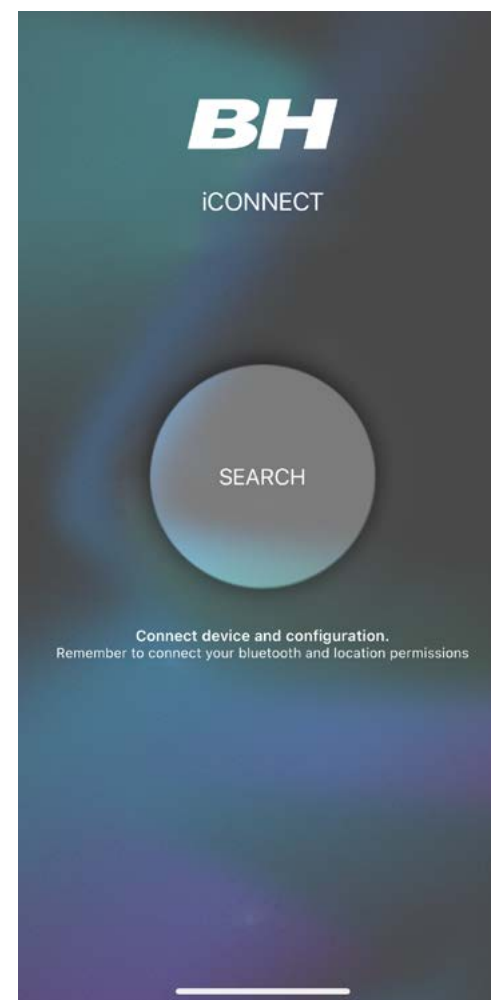 BH
iCONNECT
SEARCH
Connect device and configuration.
Remember to connect your bluetooth and location permissions